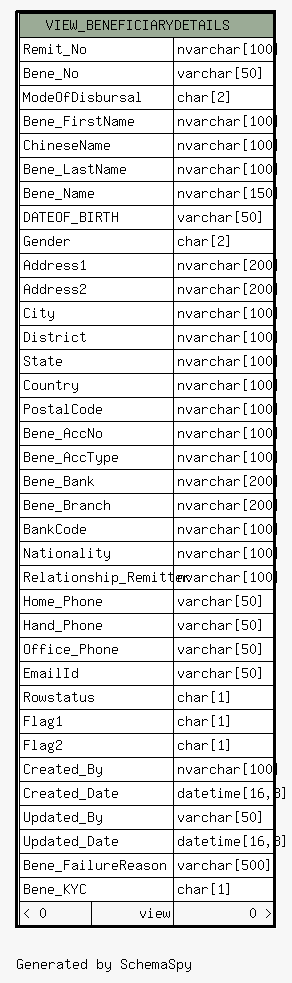 VIEW_BENEFICIARYDETAILS
Remit_No nvarchar[100]
Bene_No varchar[50]
ModeOfDisbursal char[2]
Bene_FirstName nvarchar[100]
ChineseName nvarchar[100]
Bene_LastName nvarchar[100]
Bene_Name nvarchar[150]
DATEOF_BIRTH varchar[50]
Gender char[2]
Address1 nvarchar[200]
Address2 nvarchar[200]
City nvarchar[100]
District nvarchar[100]
State nvarchar[100]
Country nvarchar[100]
PostalCode nvarchar[100]
Bene_AccNo nvarchar[100]
Bene_AccType nvarchar[100]
Bene_Bank nvarchar[200]
Bene_Branch nvarchar[200]
BankCode nvarchar[100]
Nationality nvarchar[100]
Relationship_Remitter nvarchar[100]
Home_Phone varchar[50]
Hand_Phone varchar[50]
Office_Phone varchar[50]
EmailId varchar[50]
Rowstatus char[1]
Flag1 char[1]
Flag2 char[1]
Created_By nvarchar[100]
Created_Date datetime[16,3]
Updated_By varchar[50]
Updated_Date datetime[16,3]
Bene_FailureReason varchar[500]
Bene_KYC char[1]
< 0 view 0 >
Generated by SchemaSpy